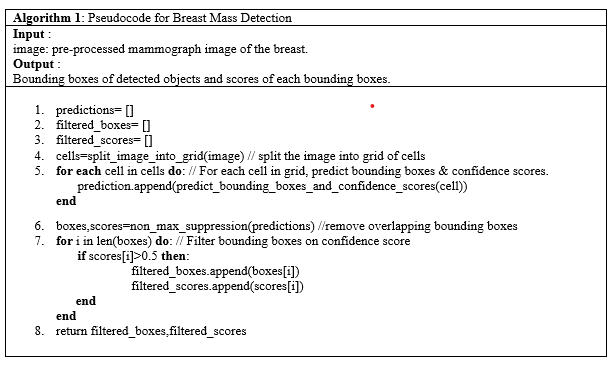 Algorithm 1: Pseudocode for Breast Mass Detection
Input :
image: pre-processed mammograph image of the breast.
Output :
Bounding boxes of detected objects and scores of each bounding boxes.
1. predictions= []
2. filtered_boxes= []
3. filtered_scores= []
4. cells=split_image_into_grid(image) // split the image into grid of cells
5. for each cell in cells do: // For each cell in grid, predict bounding boxes & confidence scores.
prediction.append(predict_bounding_boxes_and_confidence_scores(cell))
end
6. boxes,scores=non_max_suppression(predictions) //remove overlapping bounding boxes
7. for i in len(boxes) do: // Filter bounding boxes on confidence score
if scores[i]>0.5 then:
filtered_boxes.append(boxes[i])
filtered_scores.append(scores[i])
end
end
8. return filtered_boxes,filtered_scores